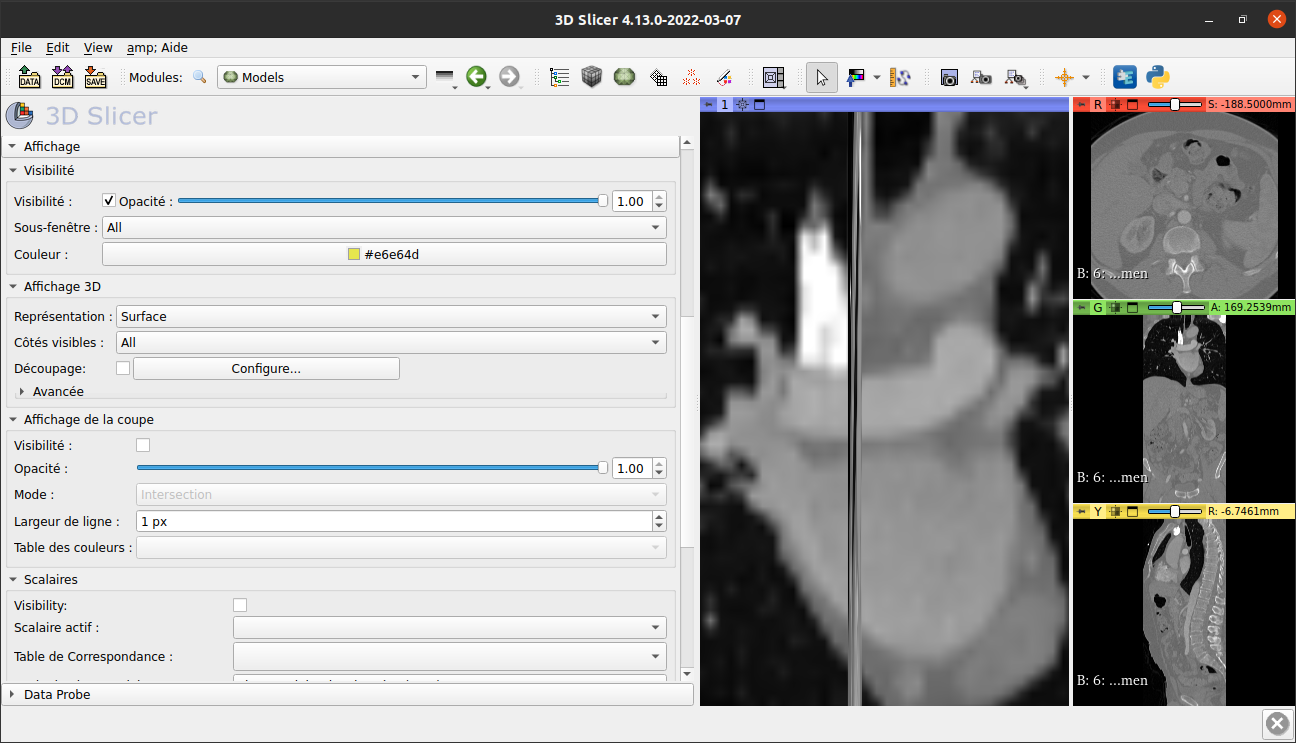 3D Slicer 4.13.0-2022-03-07
File Edit View amp; Aide
DATA DCM SAVE Modules: Models
3D Slicer
Affichage
Visibilité
Visibilité : Opacité : 1.00
Sous-fenêtre : All
Couleur : #e6e64d
Affichage 3D
Représentation : Surface
Côtés visibles : All
Découpage: Configure...
Avancée
Affichage de la coupe
Visibilité :
Opacité : 1.00
Mode : Intersection
Largeur de ligne : 1 px
Table des couleurs :
Scalaires
Visibility:
Scalaire actif :
Table de Correspondance :
Data Probe
1
R S: -188.5000mm
B: 6: ...men
G A: 169.2539mm
B: 6: ...men
Y R: -6.7461mm
B: 6: ...men